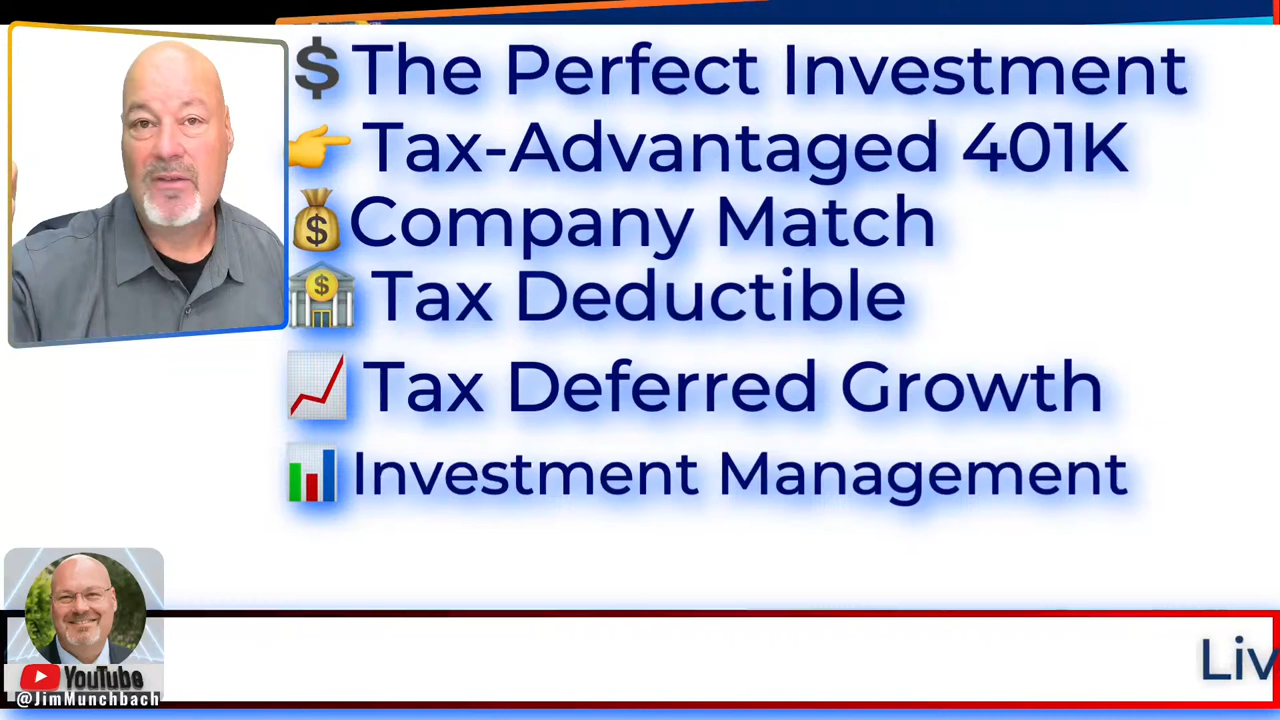 The Perfect Investment
Tax-Advantaged 401K
Company Match
Tax Deductible
Tax Deferred Growth
Investment Management
Liv
YouTube
@JimMunchbach